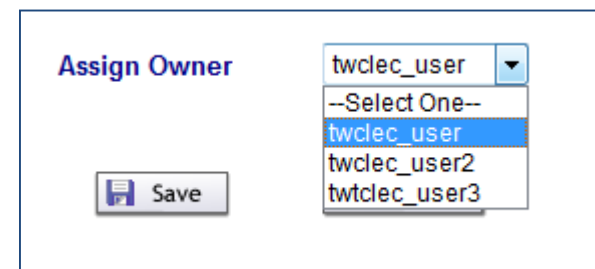 Assign Owner twclec_user
--Select One--
twclec_user
twclec_user2
twtclec_user3
Save